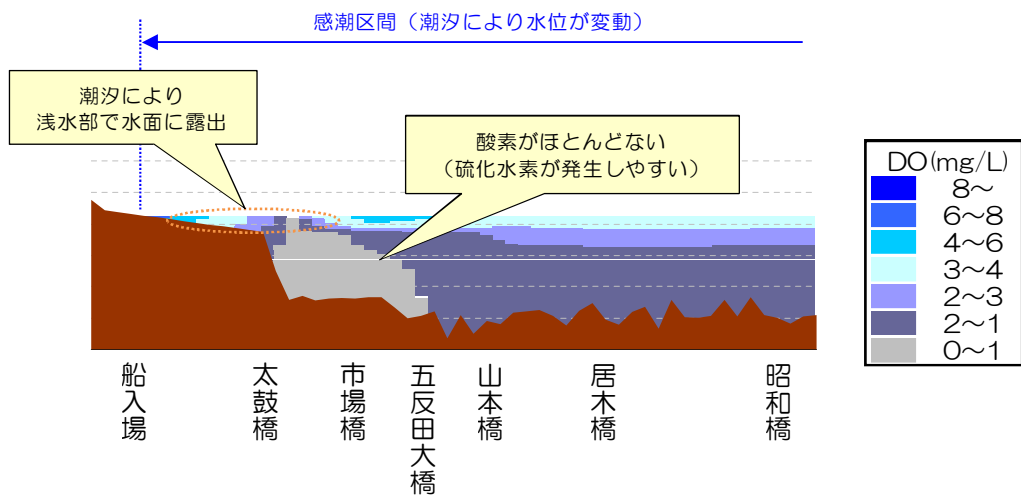 感潮区間（潮汐により水位が変動）
潮汐により
浅水部で水面に露出
酸素がほとんどない
（硫化水素が発生しやすい）
DO(mg/L)
8～
6～8
4～6
3～4
2～3
2～1
0～1
船入場
太鼓橋
市場橋
五反田大橋
山本橋
居木橋
昭和橋